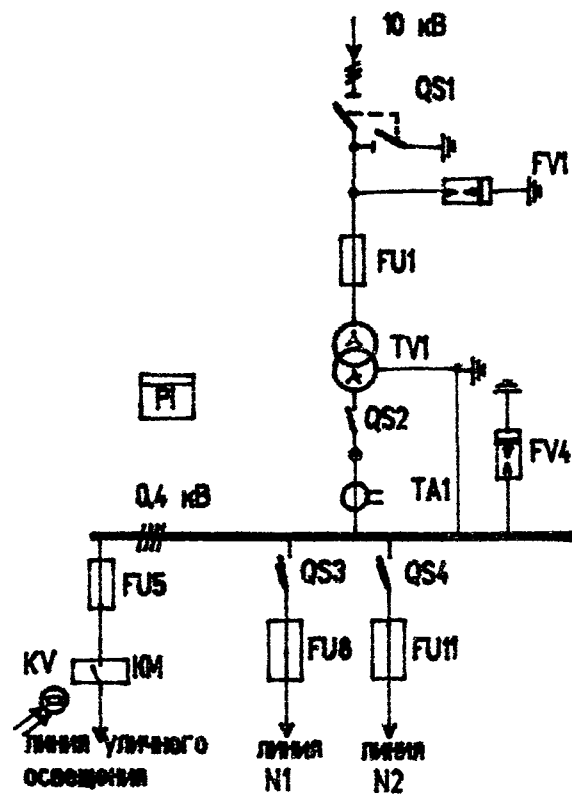 10 кВ
QS1
FV1
FU1
TV1
PI
QS2
FV4
TA1
0,4 кВ
QS3
QS4
FU5
FU8
FU11
KV
KM
линия уличного
освещения
линия
N1
линия
N2